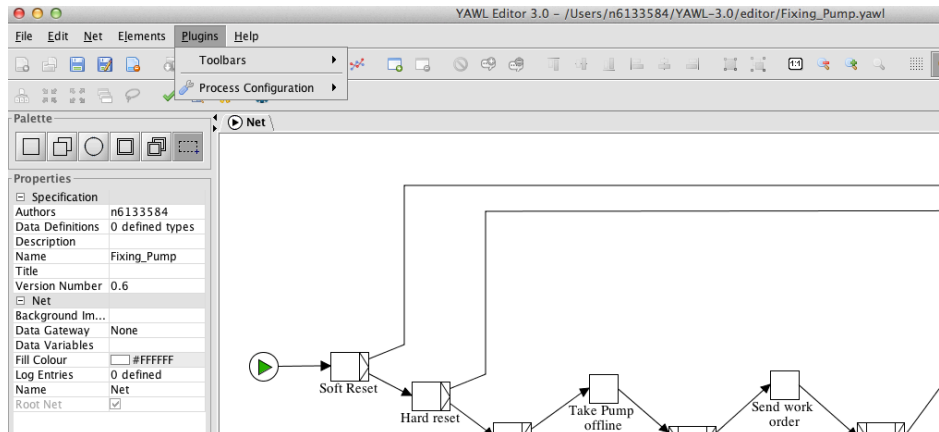 YAWL Editor 3.0 - /Users/n6133584/YAWL-3.0/editor/Fixing_Pump.yawl
File Edit Net Elements Plugins Help
Toolbars
1:1
Process Configuration
Palette
Net
Properties
Specification
Authors n6133584
Data Definitions 0 defined types
Description
Name Fixing_Pump
Title
Version Number 0.6
Net
Background Im...
Data Gateway None
Data Variables
Fill Colour #FFFFFF
Log Entries 0 defined
Name Net
Root Net
Soft Reset
Hard reset
Take Pump
offline
Send work
order